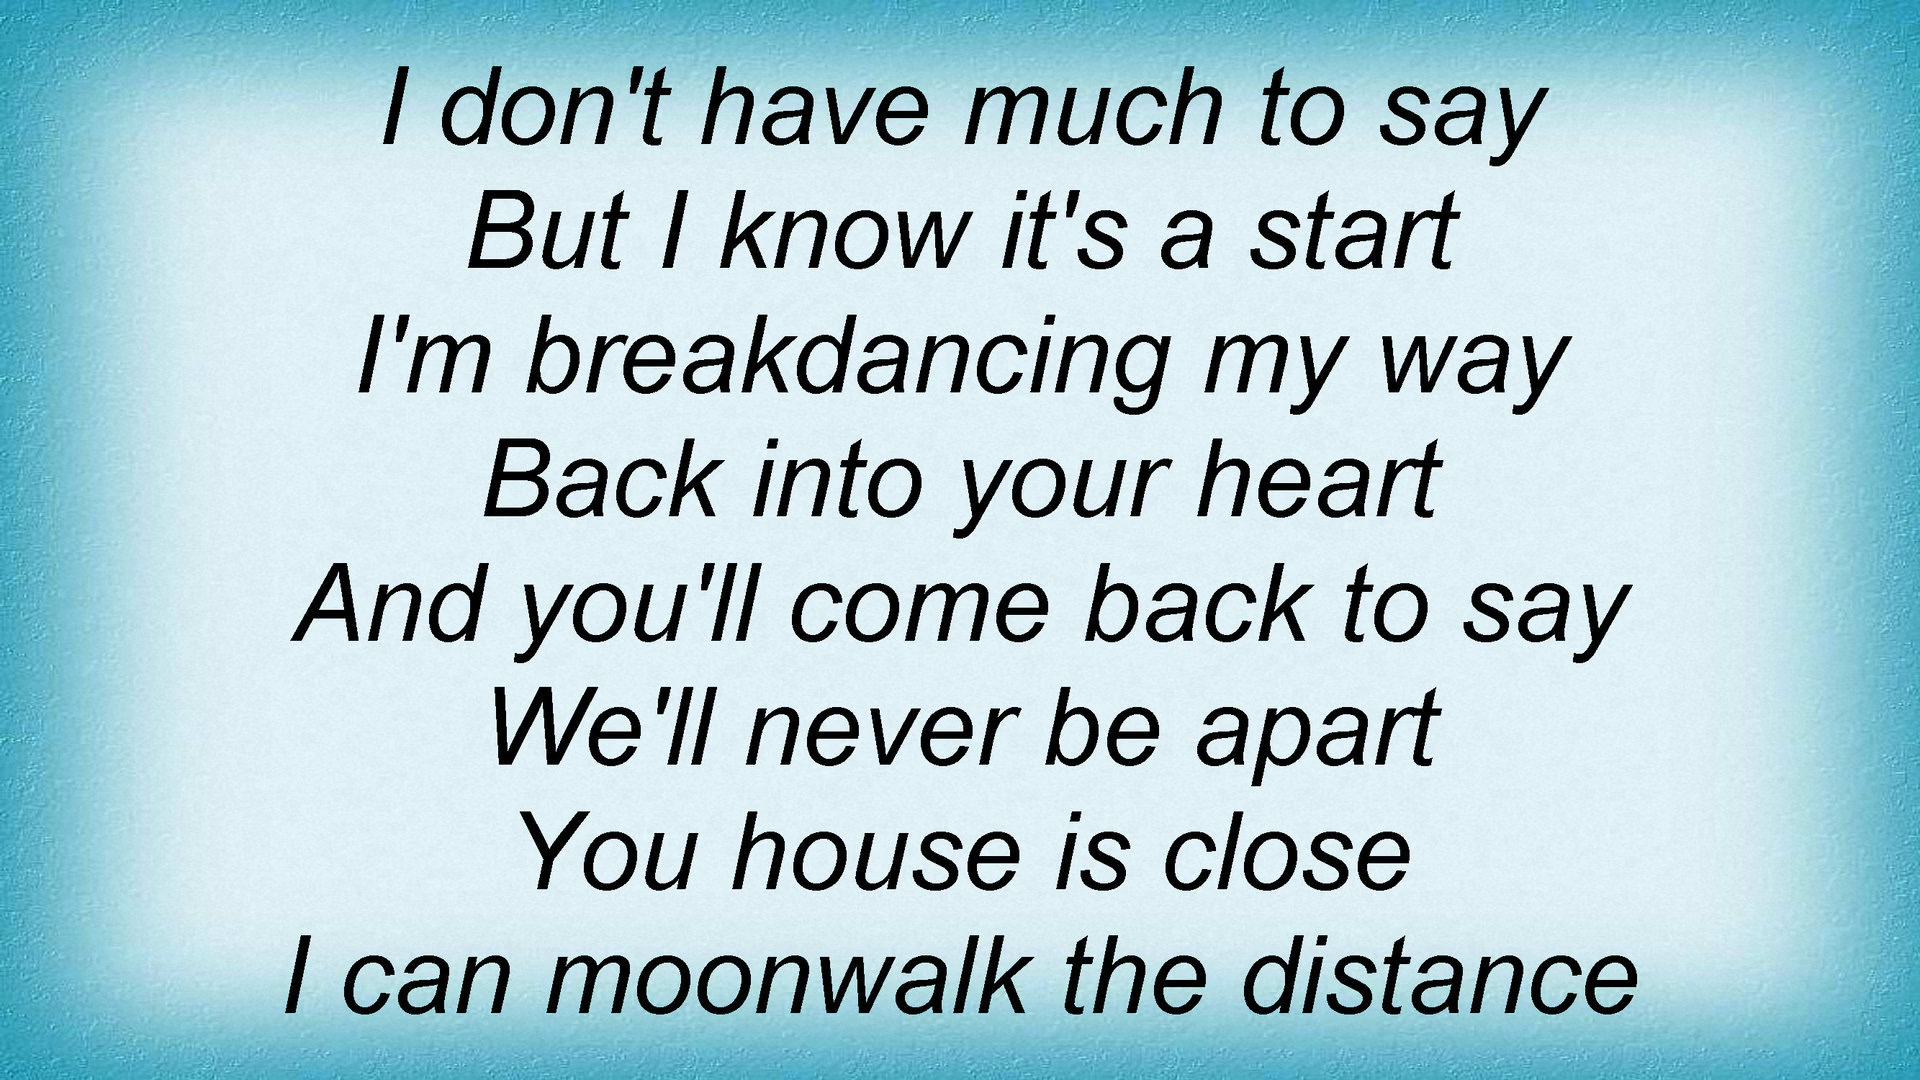 I don't have much to say
But I know it's a start
I'm breakdancing my way
Back into your heart
And you'll come back to say
We'll never be apart
You house is close
I can moonwalk the distance